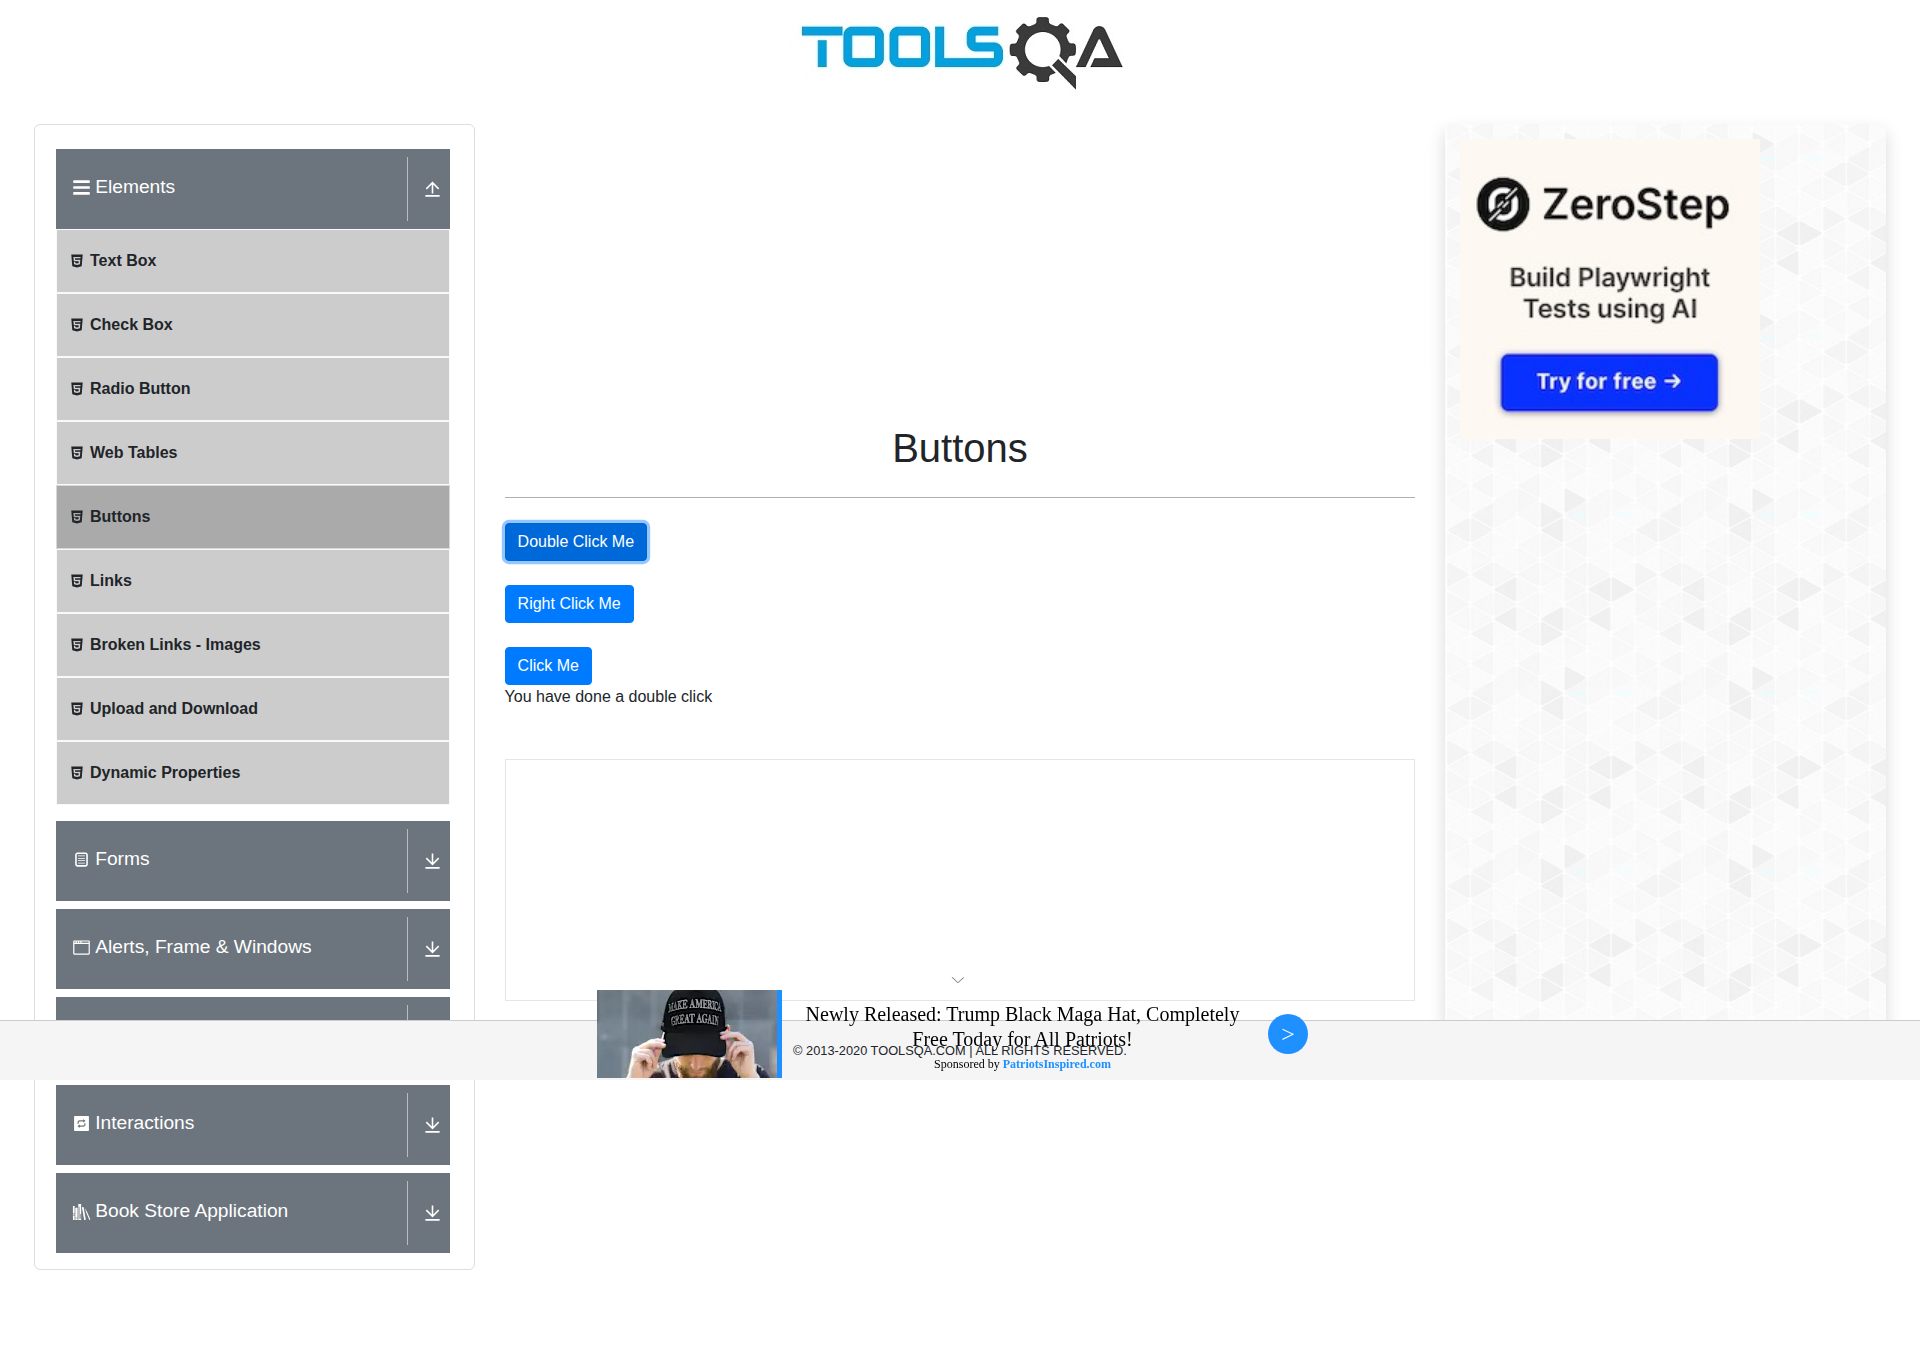 TOOLSQA
Elements
Text Box
Check Box
Radio Button
Web Tables
Buttons
Links
Broken Links - Images
Upload and Download
Dynamic Properties
Forms
Alerts, Frame & Windows
Interactions
Book Store Application
Buttons
Double Click Me
Right Click Me
Click Me
You have done a double click
ZeroStep
Build Playwright
Tests using AI
Try for free →
MAKE AMERICA
GREAT AGAIN
Newly Released: Trump Black Maga Hat, Completely
Free Today for All Patriots!
>
© 2013-2020 TOOLSQA.COM | ALL RIGHTS RESERVED.
Sponsored by PatriotsInspired.com